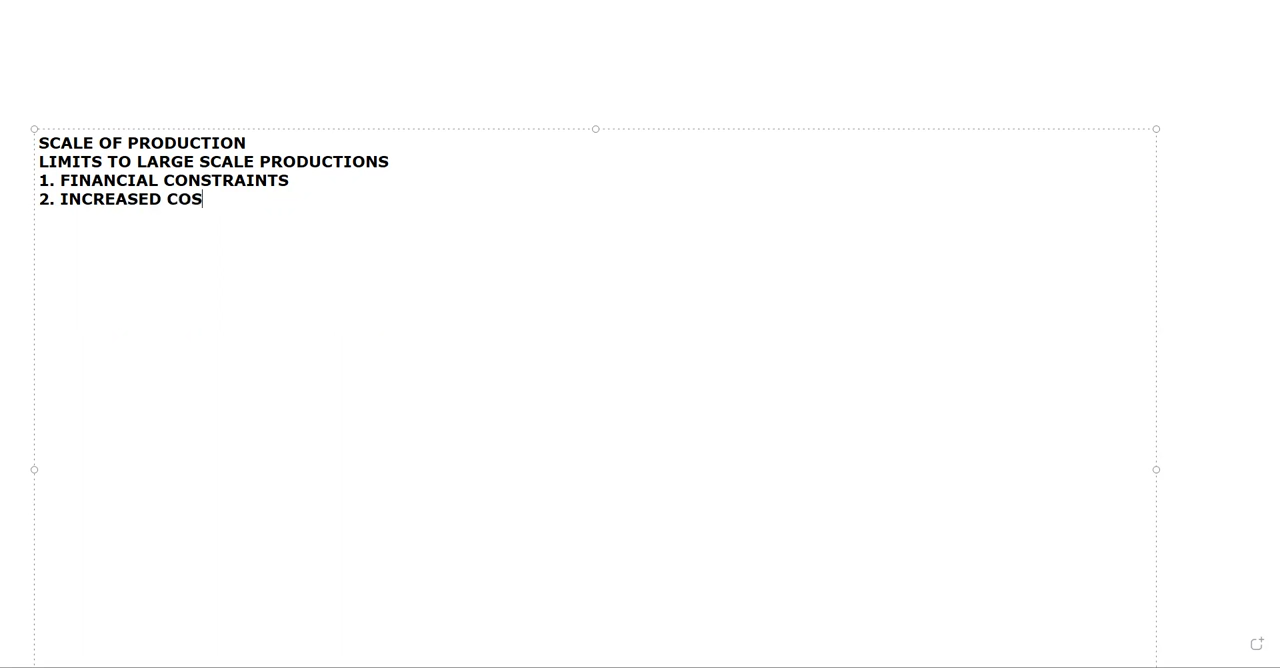 SCALE OF PRODUCTION
LIMITS TO LARGE SCALE PRODUCTIONS
1. FINANCIAL CONSTRAINTS
2. INCREASED COS